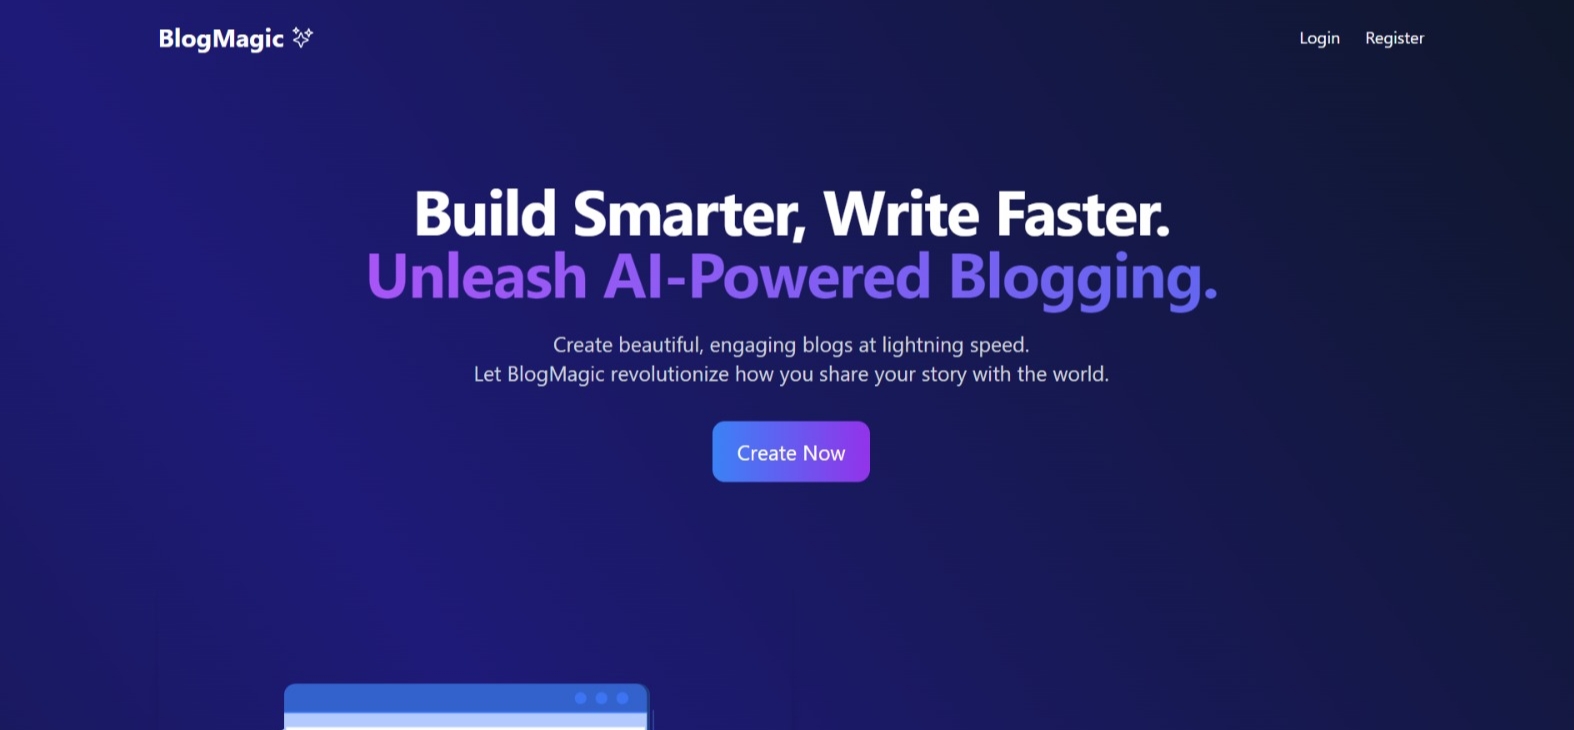 BlogMagic
Login Register
Build Smarter, Write Faster.
Unleash AI-Powered Blogging.
Create beautiful, engaging blogs at lightning speed.
Let BlogMagic revolutionize how you share your story with the world.
Create Now